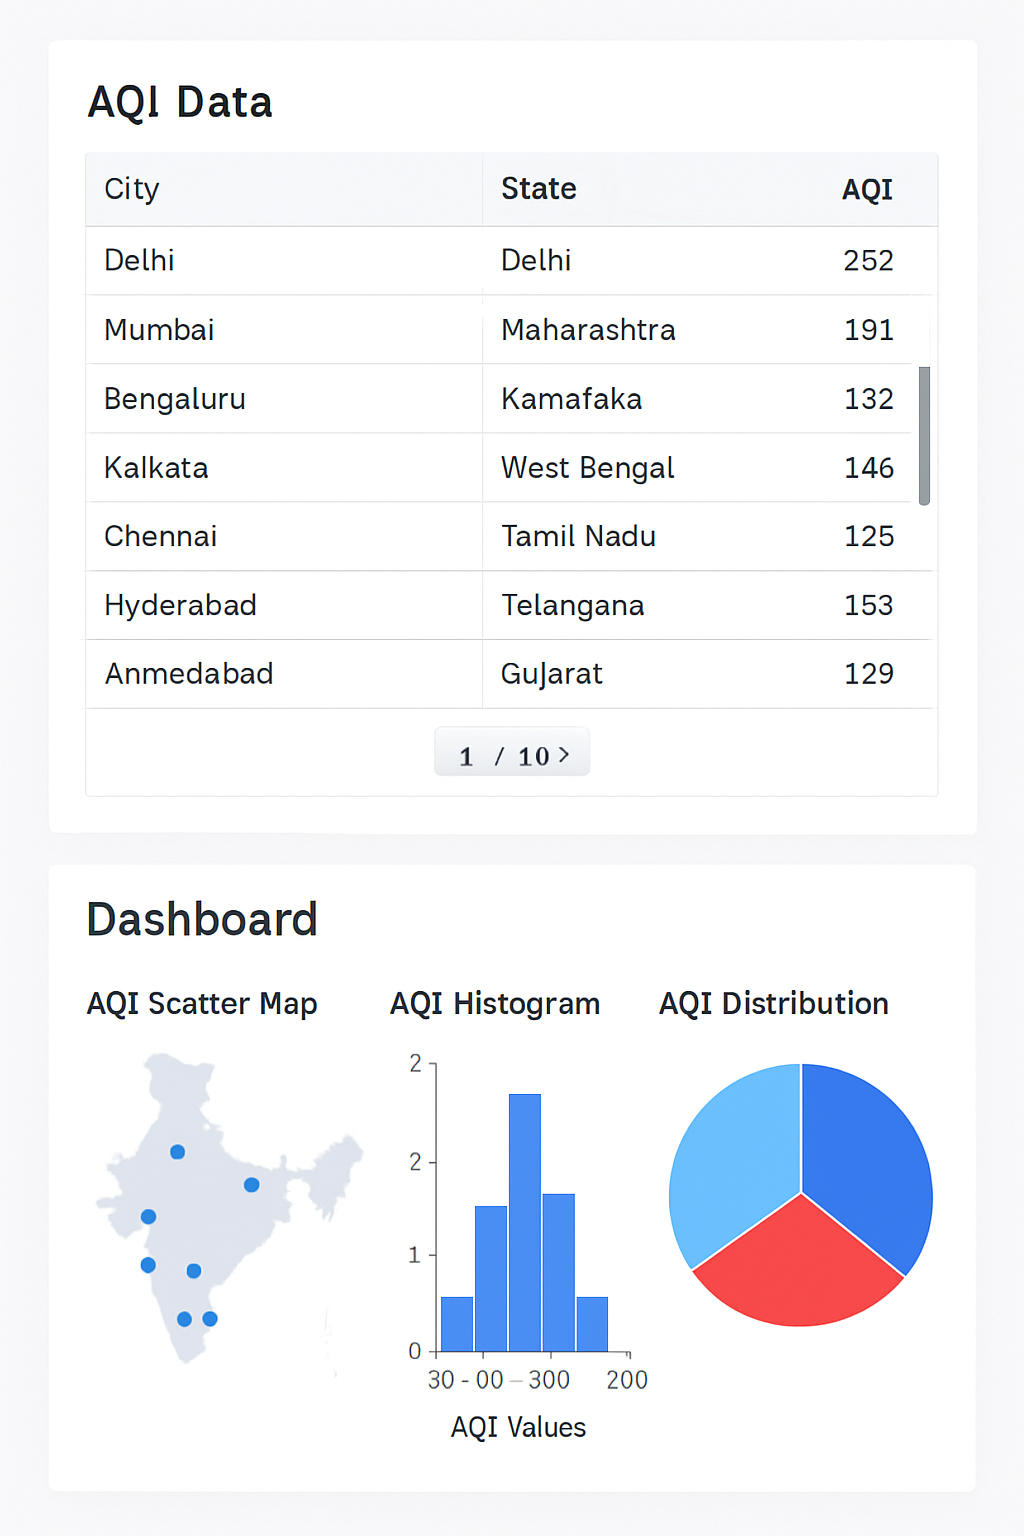 AQI Data
City State AQI
Delhi Delhi 252
Mumbai Maharashtra 191
Bengaluru Kamafaka 132
Kalkata West Bengal 146
Chennai Tamil Nadu 125
Hyderabad Telangana 153
Anmedabad GuJarat 129
1 / 10 >
Dashboard
AQI Scatter Map
AQI Histogram
2
2
1
0
30 - 00 – 300 200
AQI Values
AQI Distribution